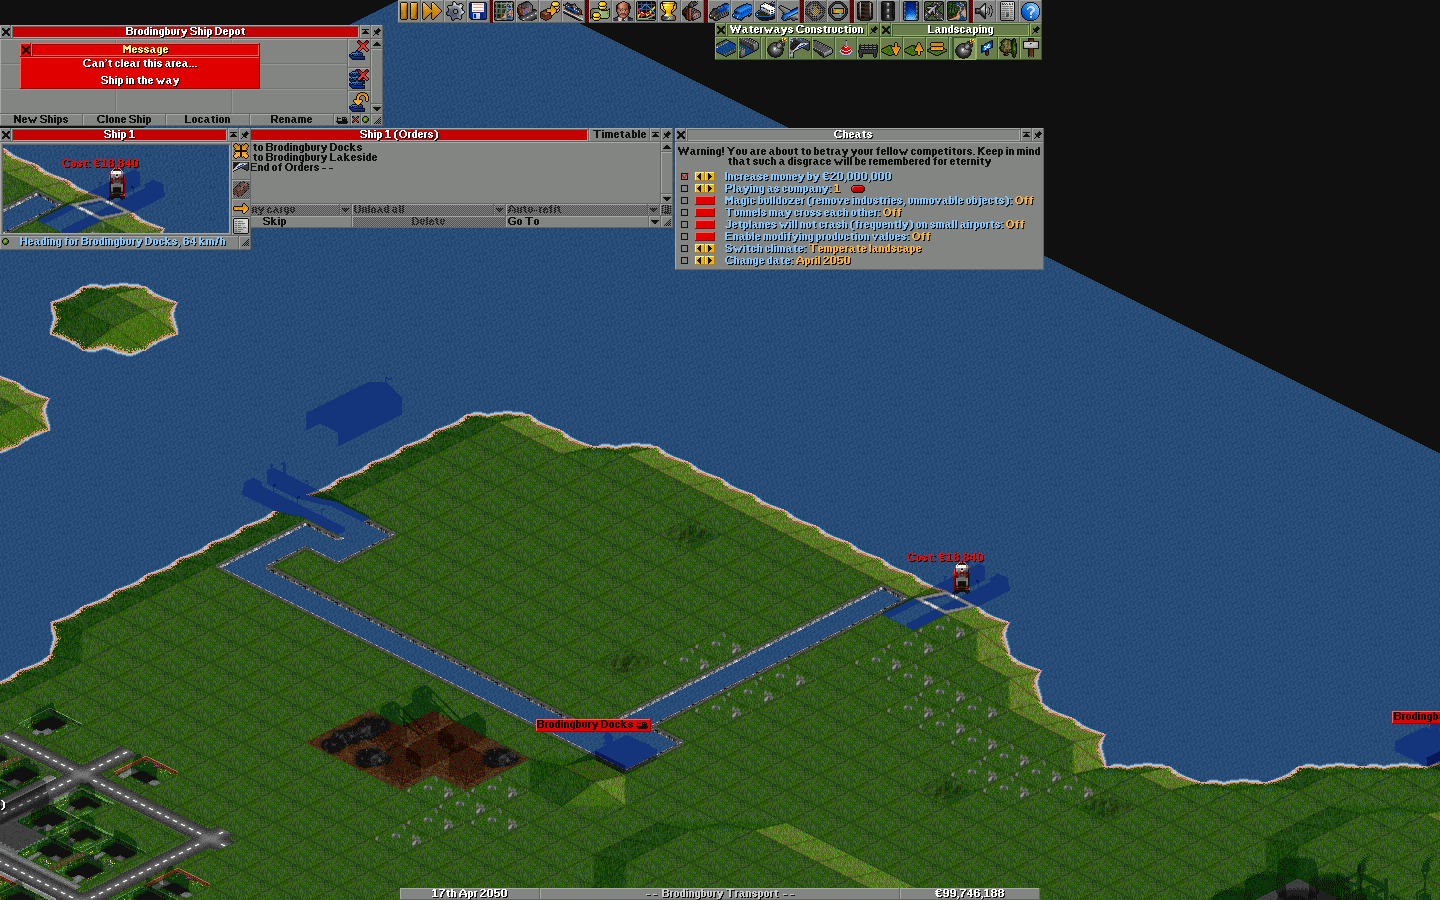 Brodingbury Ship Depot
Message
Can't clear this area...
Ship in the way
New Ships
Clone Ship
Location
Rename
Waterways Construction
Landscaping
Ship 1
Cost: €18,840
Heading for Brodingbury Docks, 64 km/h
Ship 1 (Orders)
Timetable
to Brodingbury Docks
to Brodingbury Lakeside
End of Orders - -
ny cargo
Unload all
Auto-refit
Skip
Delete
Go To
Cheats
Warning! You are about to betray your fellow competitors. Keep in mind
that such a disgrace will be remembered for eternity
Increase money by €20,000,000
Playing as company: 1
Magic bulldozer (remove industries, unmovable objects): Off
Tunnels may cross each other: Off
Jetplanes will not crash (frequently) on small airports: Off
Enable modifying production values: Off
Switch climate: Temperate landscape
Change date: April 2050
Cost: €18,840
Brodingbury Docks
Brodingb
)
17th Apr 2050
- - Brodingbury Transport - -
€99,746,188